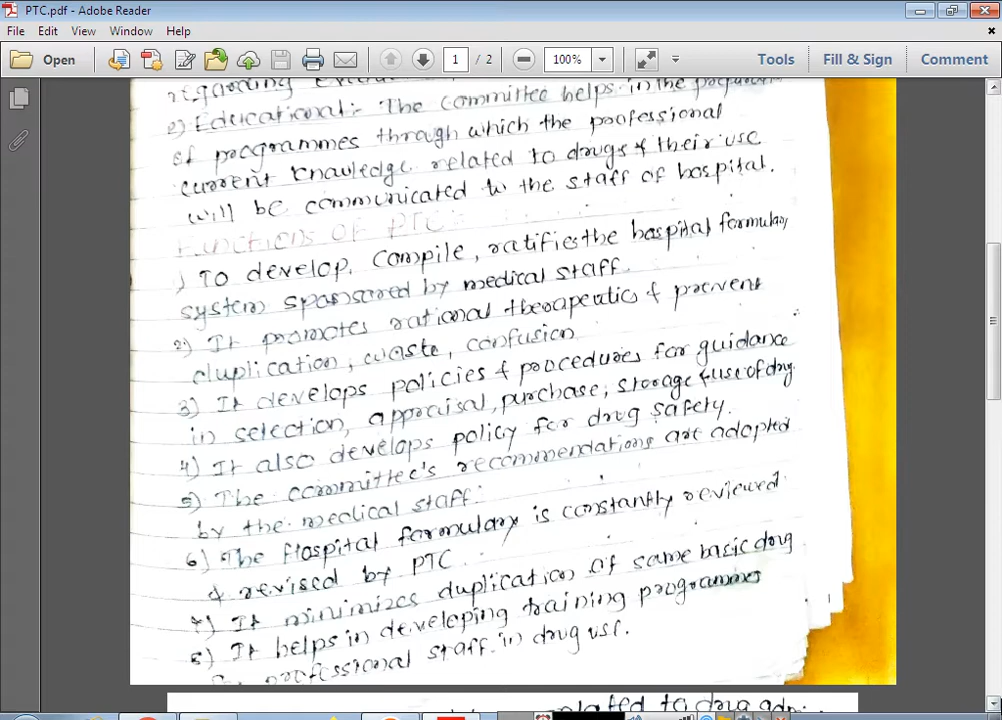 PTC.pdf - Adobe Reader
File Edit View Window Help
Open 1 / 2 100% Tools Fill & Sign Comment
regarding
2) Educational:- The committee helps in the
of programmes through which the professional
current knowledge related to drugs & their use
will be communicated to the staff of hospital.
Functions of PTC:
1) To develop, compile, ratifies the hospital formulary
system sponsored by medical staff.
2) It promotes rational therapeutics & prevent
duplication, waste, confusion
3) It develops policies & procedures for guidance
in selection, appraisal, purchase, storage & use of drug.
4) It also develops policy for drug safety.
5) The committee's recommendations are adopted
by the medical staff.
6) The Hospital formulary is constantly reviewed
& revised by PTC.
7) It minimizes duplication of same basic drug
8) It helps in developing training programmes
for professional staff in drug use.
related to drug